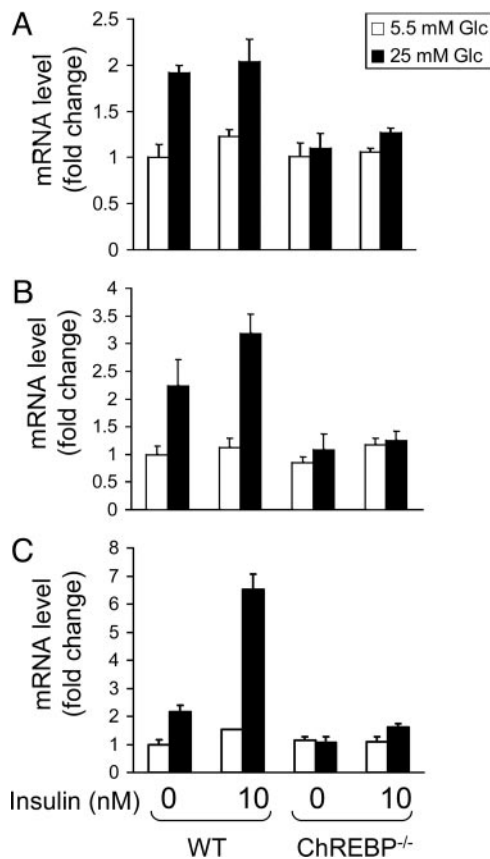 A
5.5 mM Glc
25 mM Glc
mRNA level
(fold change)
2.5
2
1.5
1
0.5
0
B
mRNA level
(fold change)
4
3.5
3
2.5
2
1.5
1
0.5
0
C
mRNA level
(fold change)
8
7
6
5
4
3
2
1
0
Insulin (nM) 0 10 0 10
WT ChREBP-/-